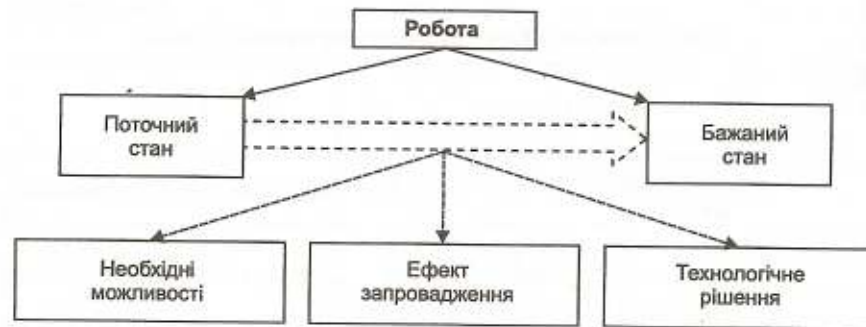 Робота
Поточний
стан
Бажаний
стан
Необхідні
можливості
Ефект
запровадження
Технологічне
рішення